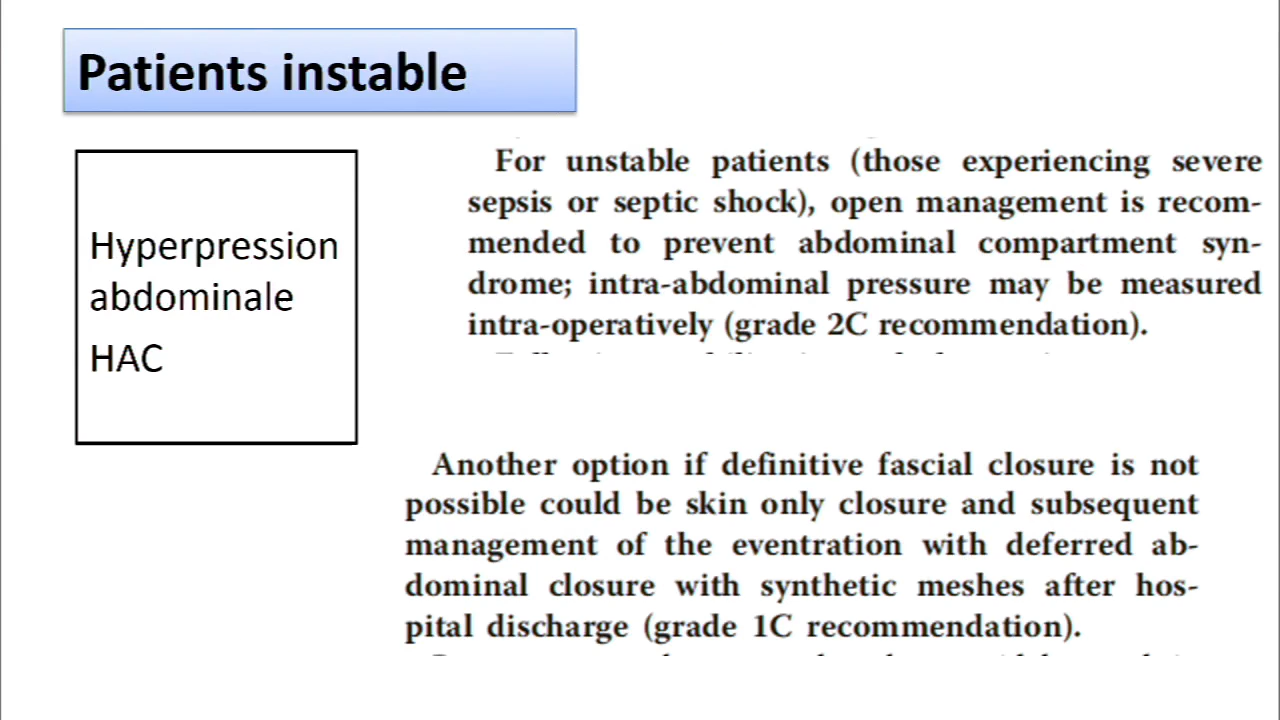 Patients instable
Hyperpression
abdominale
HAC
For unstable patients (those experiencing severe
sepsis or septic shock), open management is recom-
mended to prevent abdominal compartment syn-
drome; intra-abdominal pressure may be measured
intra-operatively (grade 2C recommendation).
Another option if definitive fascial closure is not
possible could be skin only closure and subsequent
management of the eventration with deferred ab-
dominal closure with synthetic meshes after hos-
pital discharge (grade 1C recommendation).